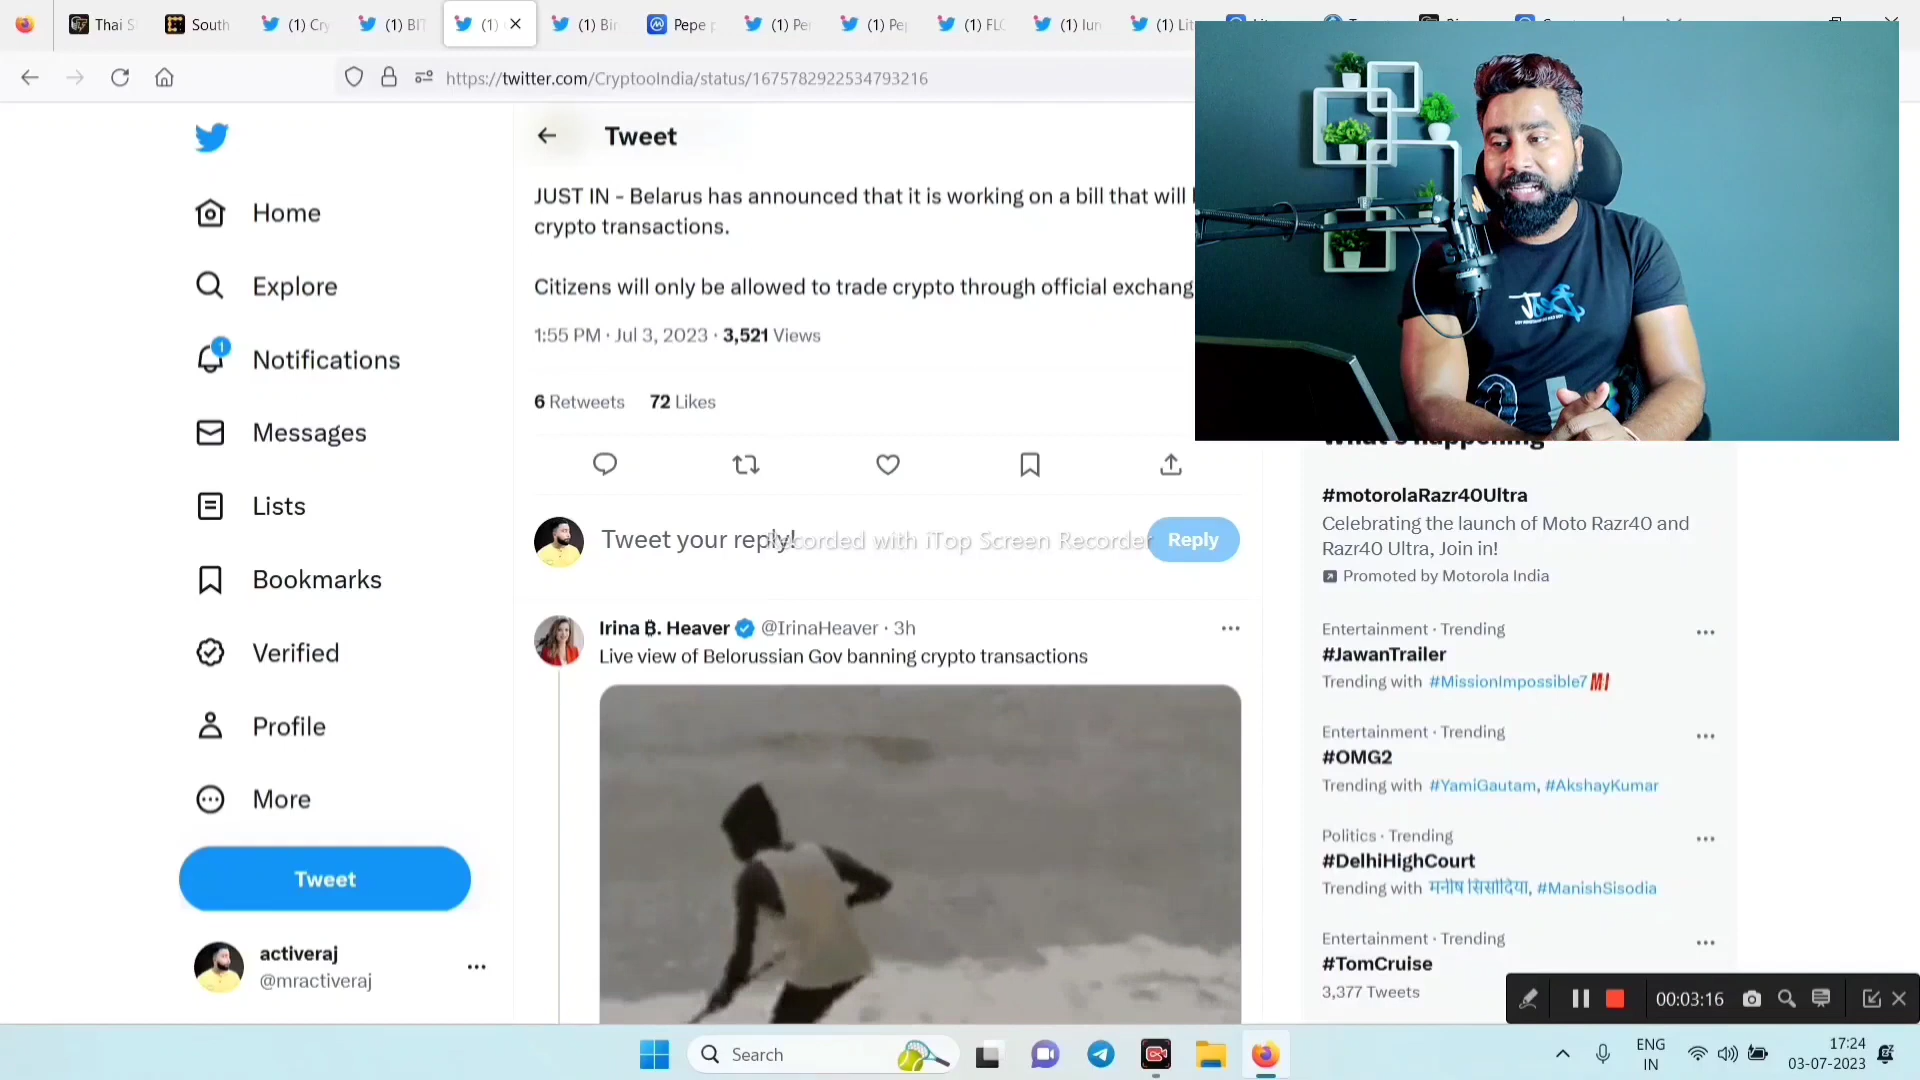 Thai S
South
(1) Cry
(1) BIT
(1)
(1) Bin
Pepe p
(1) Pep
(1) FLO
(1) lun
(1) Lit
https://twitter.com/CryptooIndia/status/1675782922534793216
Tweet
Home
Explore
1
Notifications
Messages
Lists
Bookmarks
Verified
Profile
More
Tweet
activeraj
@mractiveraj
JUST IN - Belarus has announced that it is working on a bill that will
crypto transactions.
Citizens will only be allowed to trade crypto through official exchang
1:55 PM · Jul 3, 2023 · 3,521 Views
6 Retweets 72 Likes
Tweet your reply!
Recorded with iTop Screen Recorder
Reply
Irina ₿. Heaver @IrinaHeaver · 3h
Live view of Belorussian Gov banning crypto transactions
What's happening
#motorolaRazr40Ultra
Celebrating the launch of Moto Razr40 and
Razr40 Ultra, Join in!
Promoted by Motorola India
Entertainment · Trending
#JawanTrailer
Trending with #MissionImpossible7
Entertainment · Trending
#OMG2
Trending with #YamiGautam, #AkshayKumar
Politics · Trending
#DelhiHighCourt
Trending with मनीष सिसोदिया, #ManishSisodia
Entertainment · Trending
#TomCruise
3,377 Tweets
00:03:16
Search
ENG
IN
17:24
03-07-2023